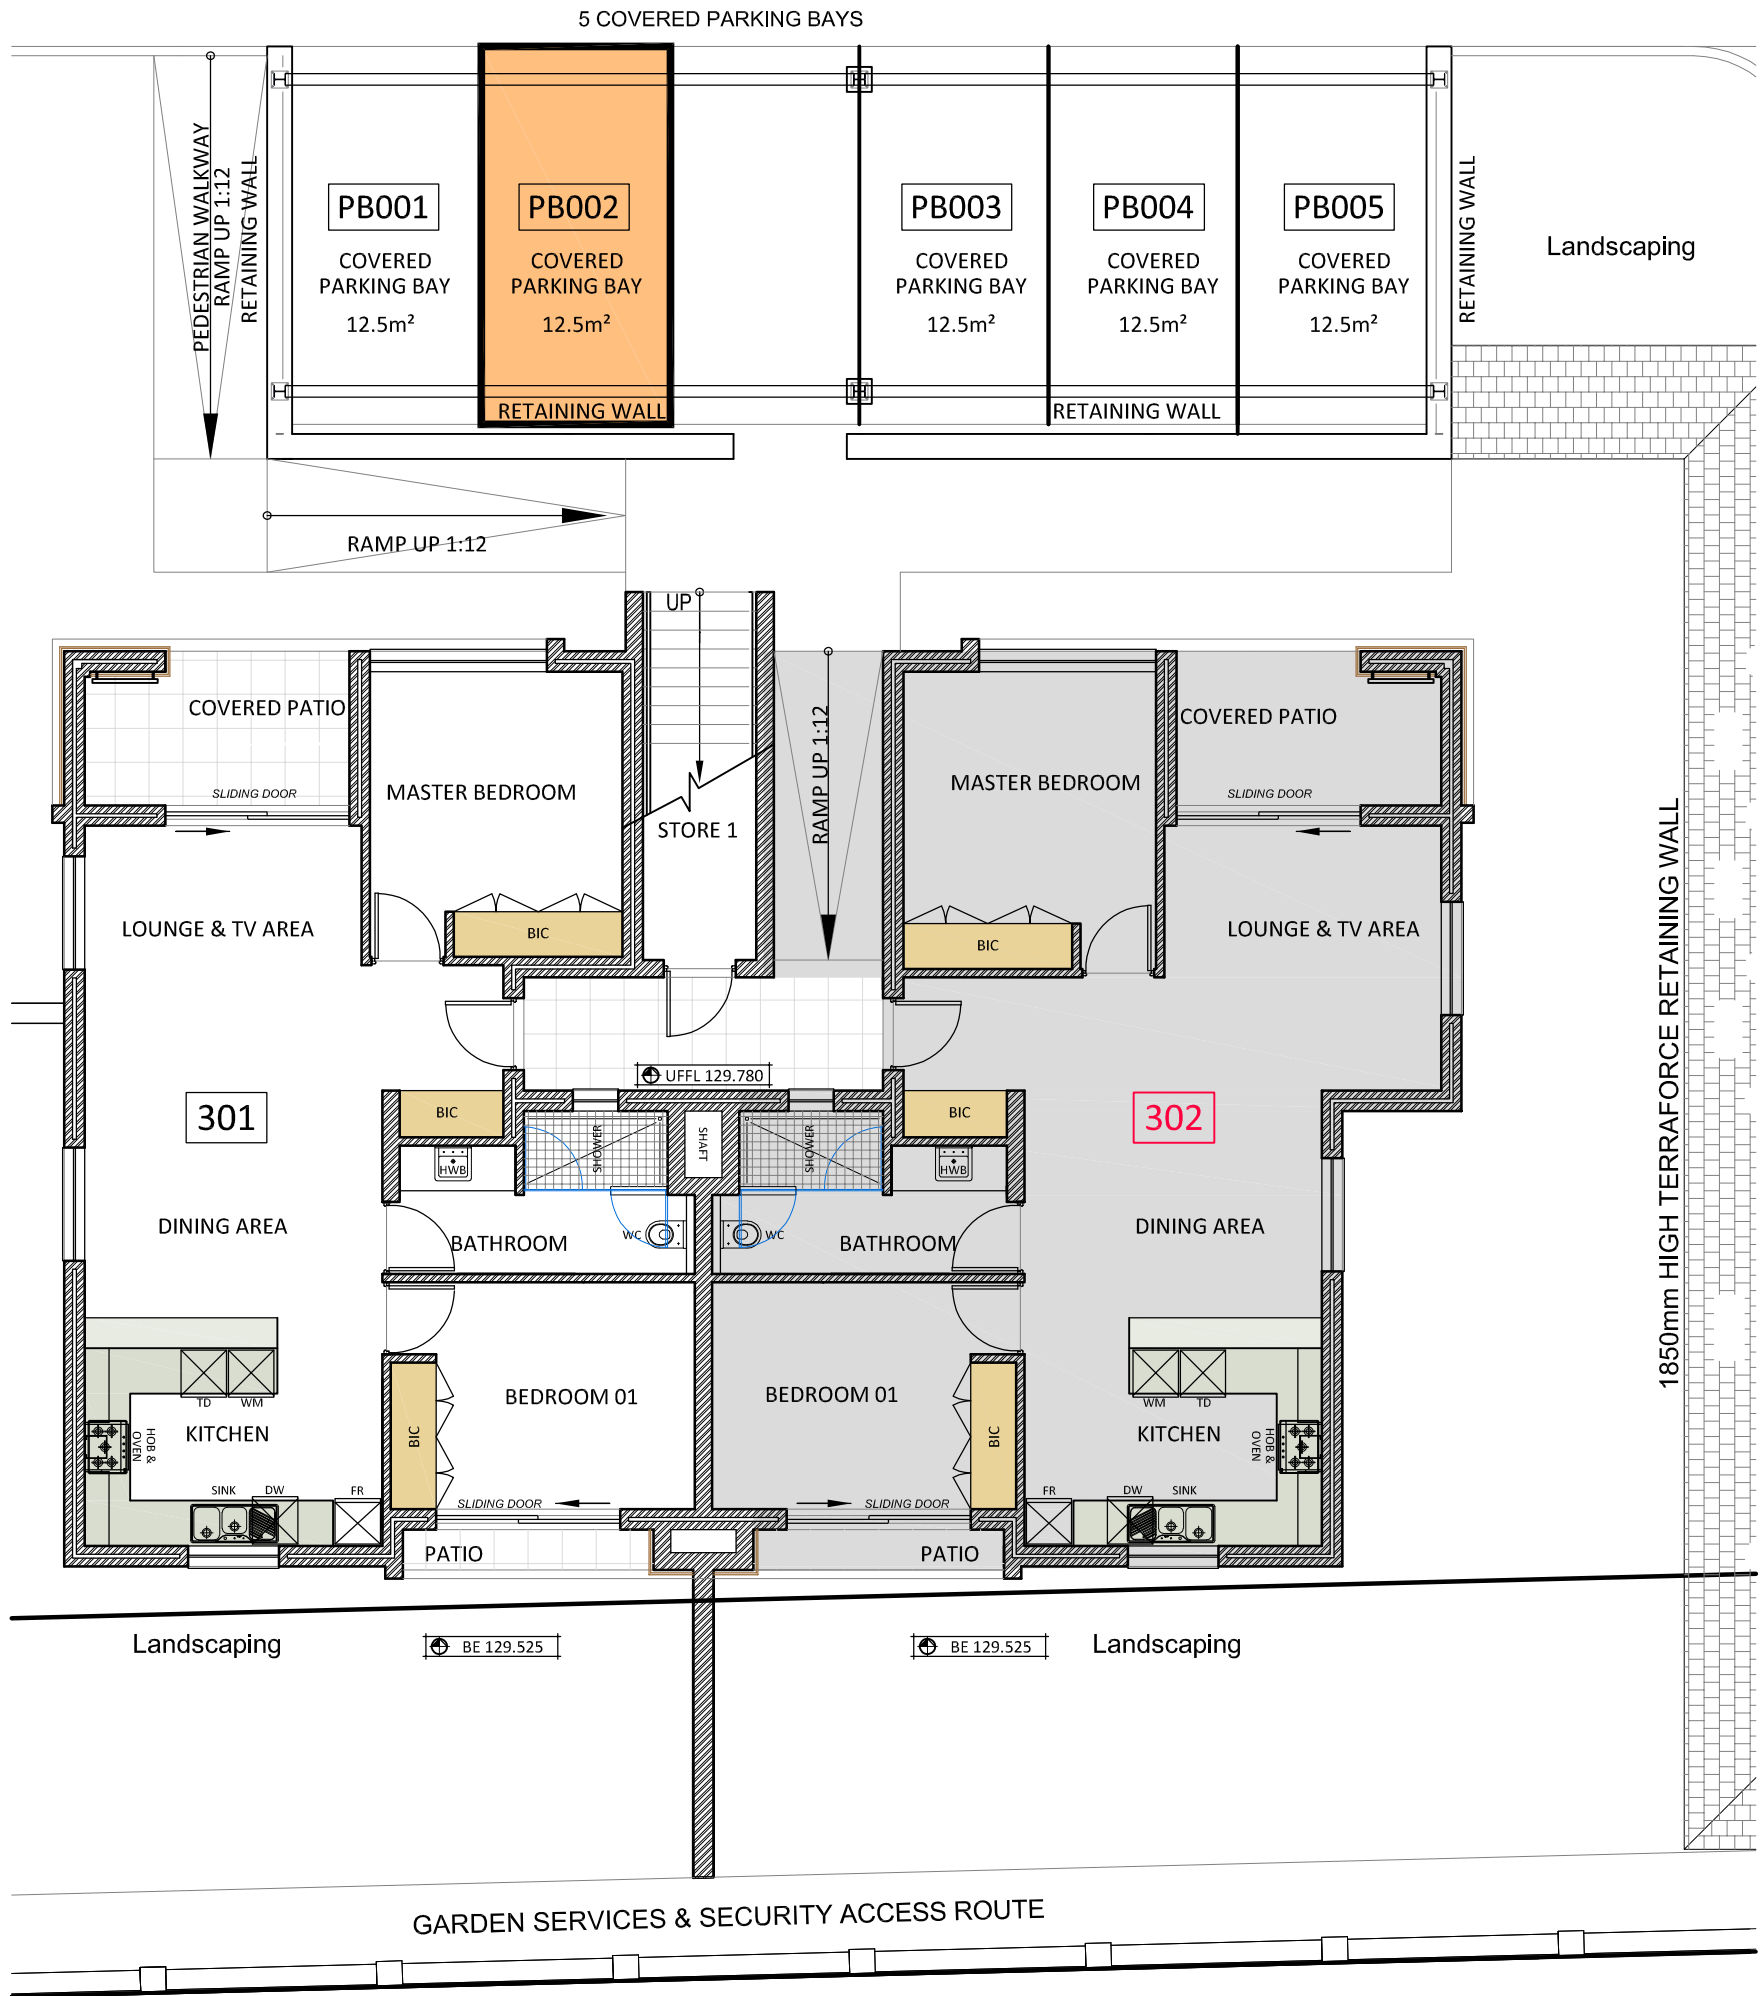 5 COVERED PARKING BAYS
PEDESTRIAN WALKWAY
RAMP UP 1:12
RETAINING WALL
PB001
COVERED
PARKING BAY
12.5m²
PB002
COVERED
PARKING BAY
12.5m²
PB003
COVERED
PARKING BAY
12.5m²
PB004
COVERED
PARKING BAY
12.5m²
PB005
COVERED
PARKING BAY
12.5m²
RETAINING WALL
Landscaping
RETAINING WALL
RETAINING WALL
RAMP UP 1:12
UP
COVERED PATIO
SLIDING DOOR
MASTER BEDROOM
STORE 1
RAMP UP 1:12
MASTER BEDROOM
COVERED PATIO
SLIDING DOOR
LOUNGE & TV AREA
BIC
BIC
LOUNGE & TV AREA
1850mm HIGH TERRAFORCE RETAINING WALL
UFFL 129.780
301
BIC
SHOWER
SHAFT
SHOWER
BIC
302
HWB
HWB
DINING AREA
BATHROOM
WC
WC
BATHROOM
DINING AREA
TD
WM
BEDROOM 01
BEDROOM 01
WM
TD
HOB &
OVEN
KITCHEN
BIC
BIC
KITCHEN
HOB &
OVEN
SINK
DW
FR
SLIDING DOOR
SLIDING DOOR
FR
DW
SINK
PATIO
PATIO
Landscaping
BE 129.525
BE 129.525
Landscaping
GARDEN SERVICES & SECURITY ACCESS ROUTE